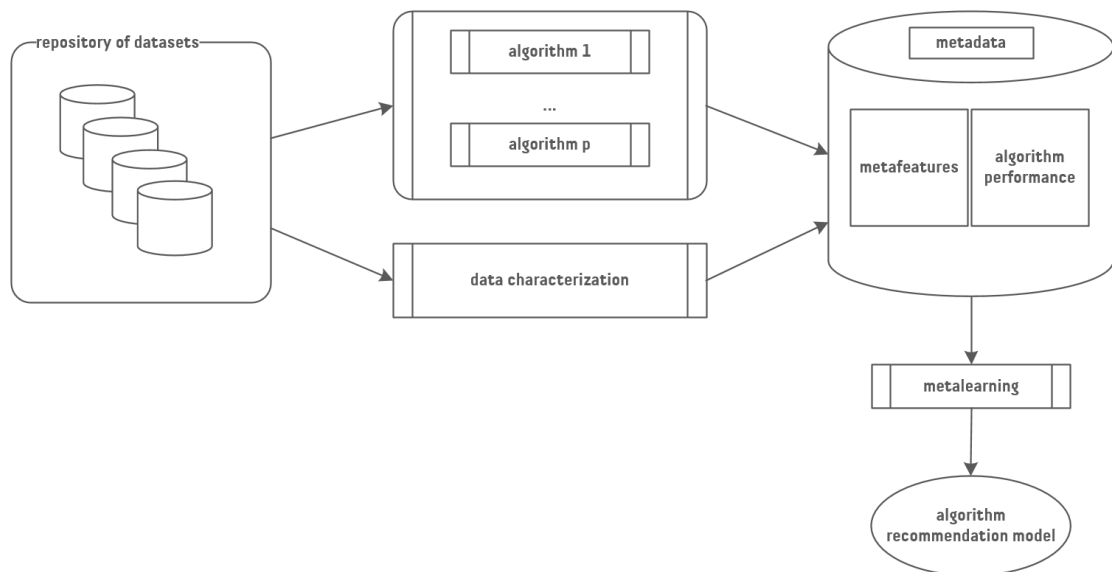 repository of datasets
algorithm 1
...
algorithm p
data characterization
metadata
metafeatures
algorithm
performance
metalearning
algorithm
recommendation model